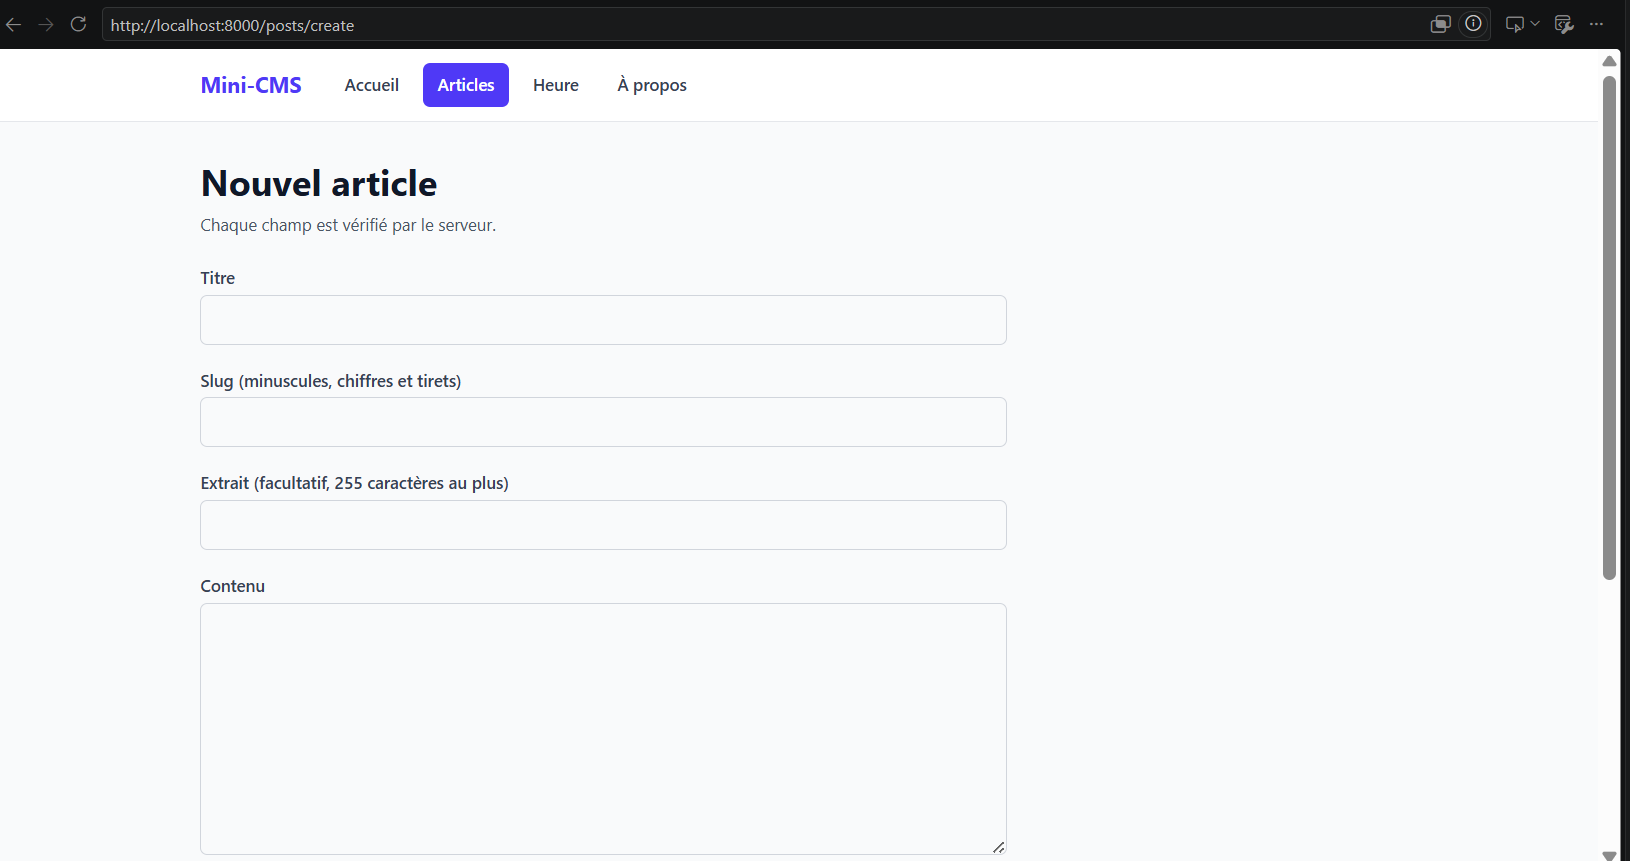 http://localhost:8000/posts/create
Mini-CMS Accueil Articles Heure À propos
Nouvel article
Chaque champ est vérifié par le serveur.
Titre
Slug (minuscules, chiffres et tirets)
Extrait (facultatif, 255 caractères au plus)
Contenu